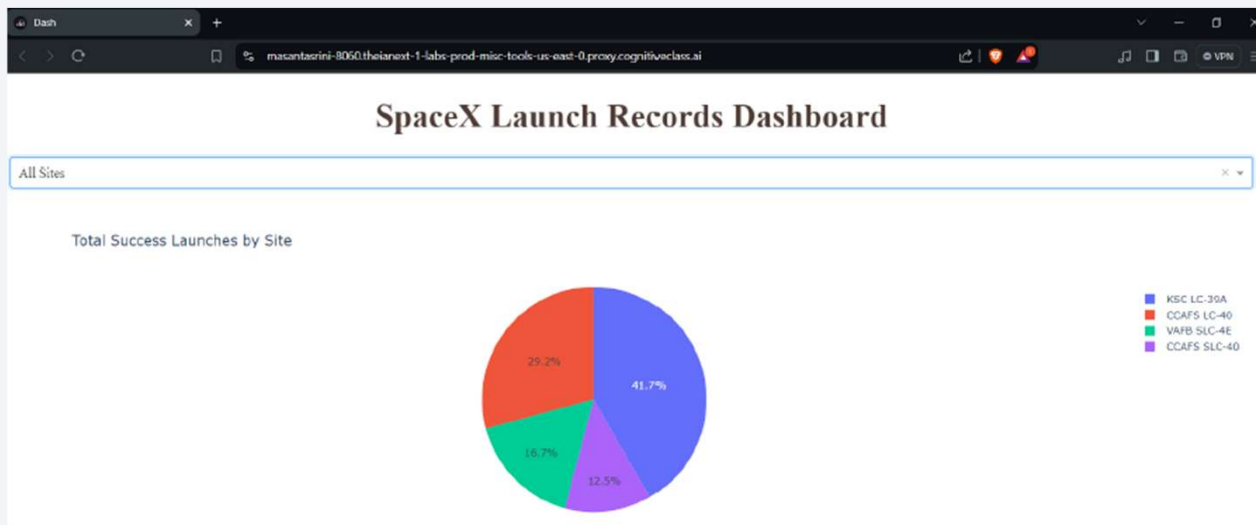 Dash
masantasrini-8060.theianext-1-labs-prod-misc-tools-us-east-0.proxy.cognitiveclass.ai
VPN
SpaceX Launch Records Dashboard
All Sites
Total Success Launches by Site
KSC LC-39A
CCAFS LC-40
VAFB SLC-4E
CCAFS SLC-40
29.2%
41.7%
16.7%
12.5%